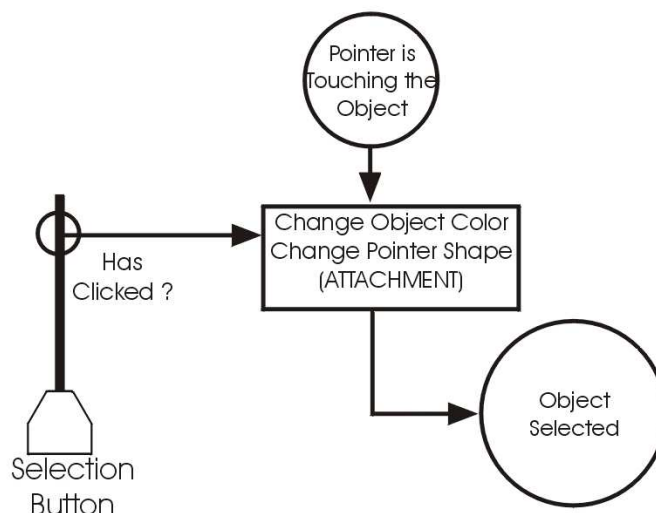 Pointer is
Touching the
Object
Change Object Color
Change Pointer Shape
(ATTACHMENT)
Has
Clicked ?
Object
Selected
Selection
Button